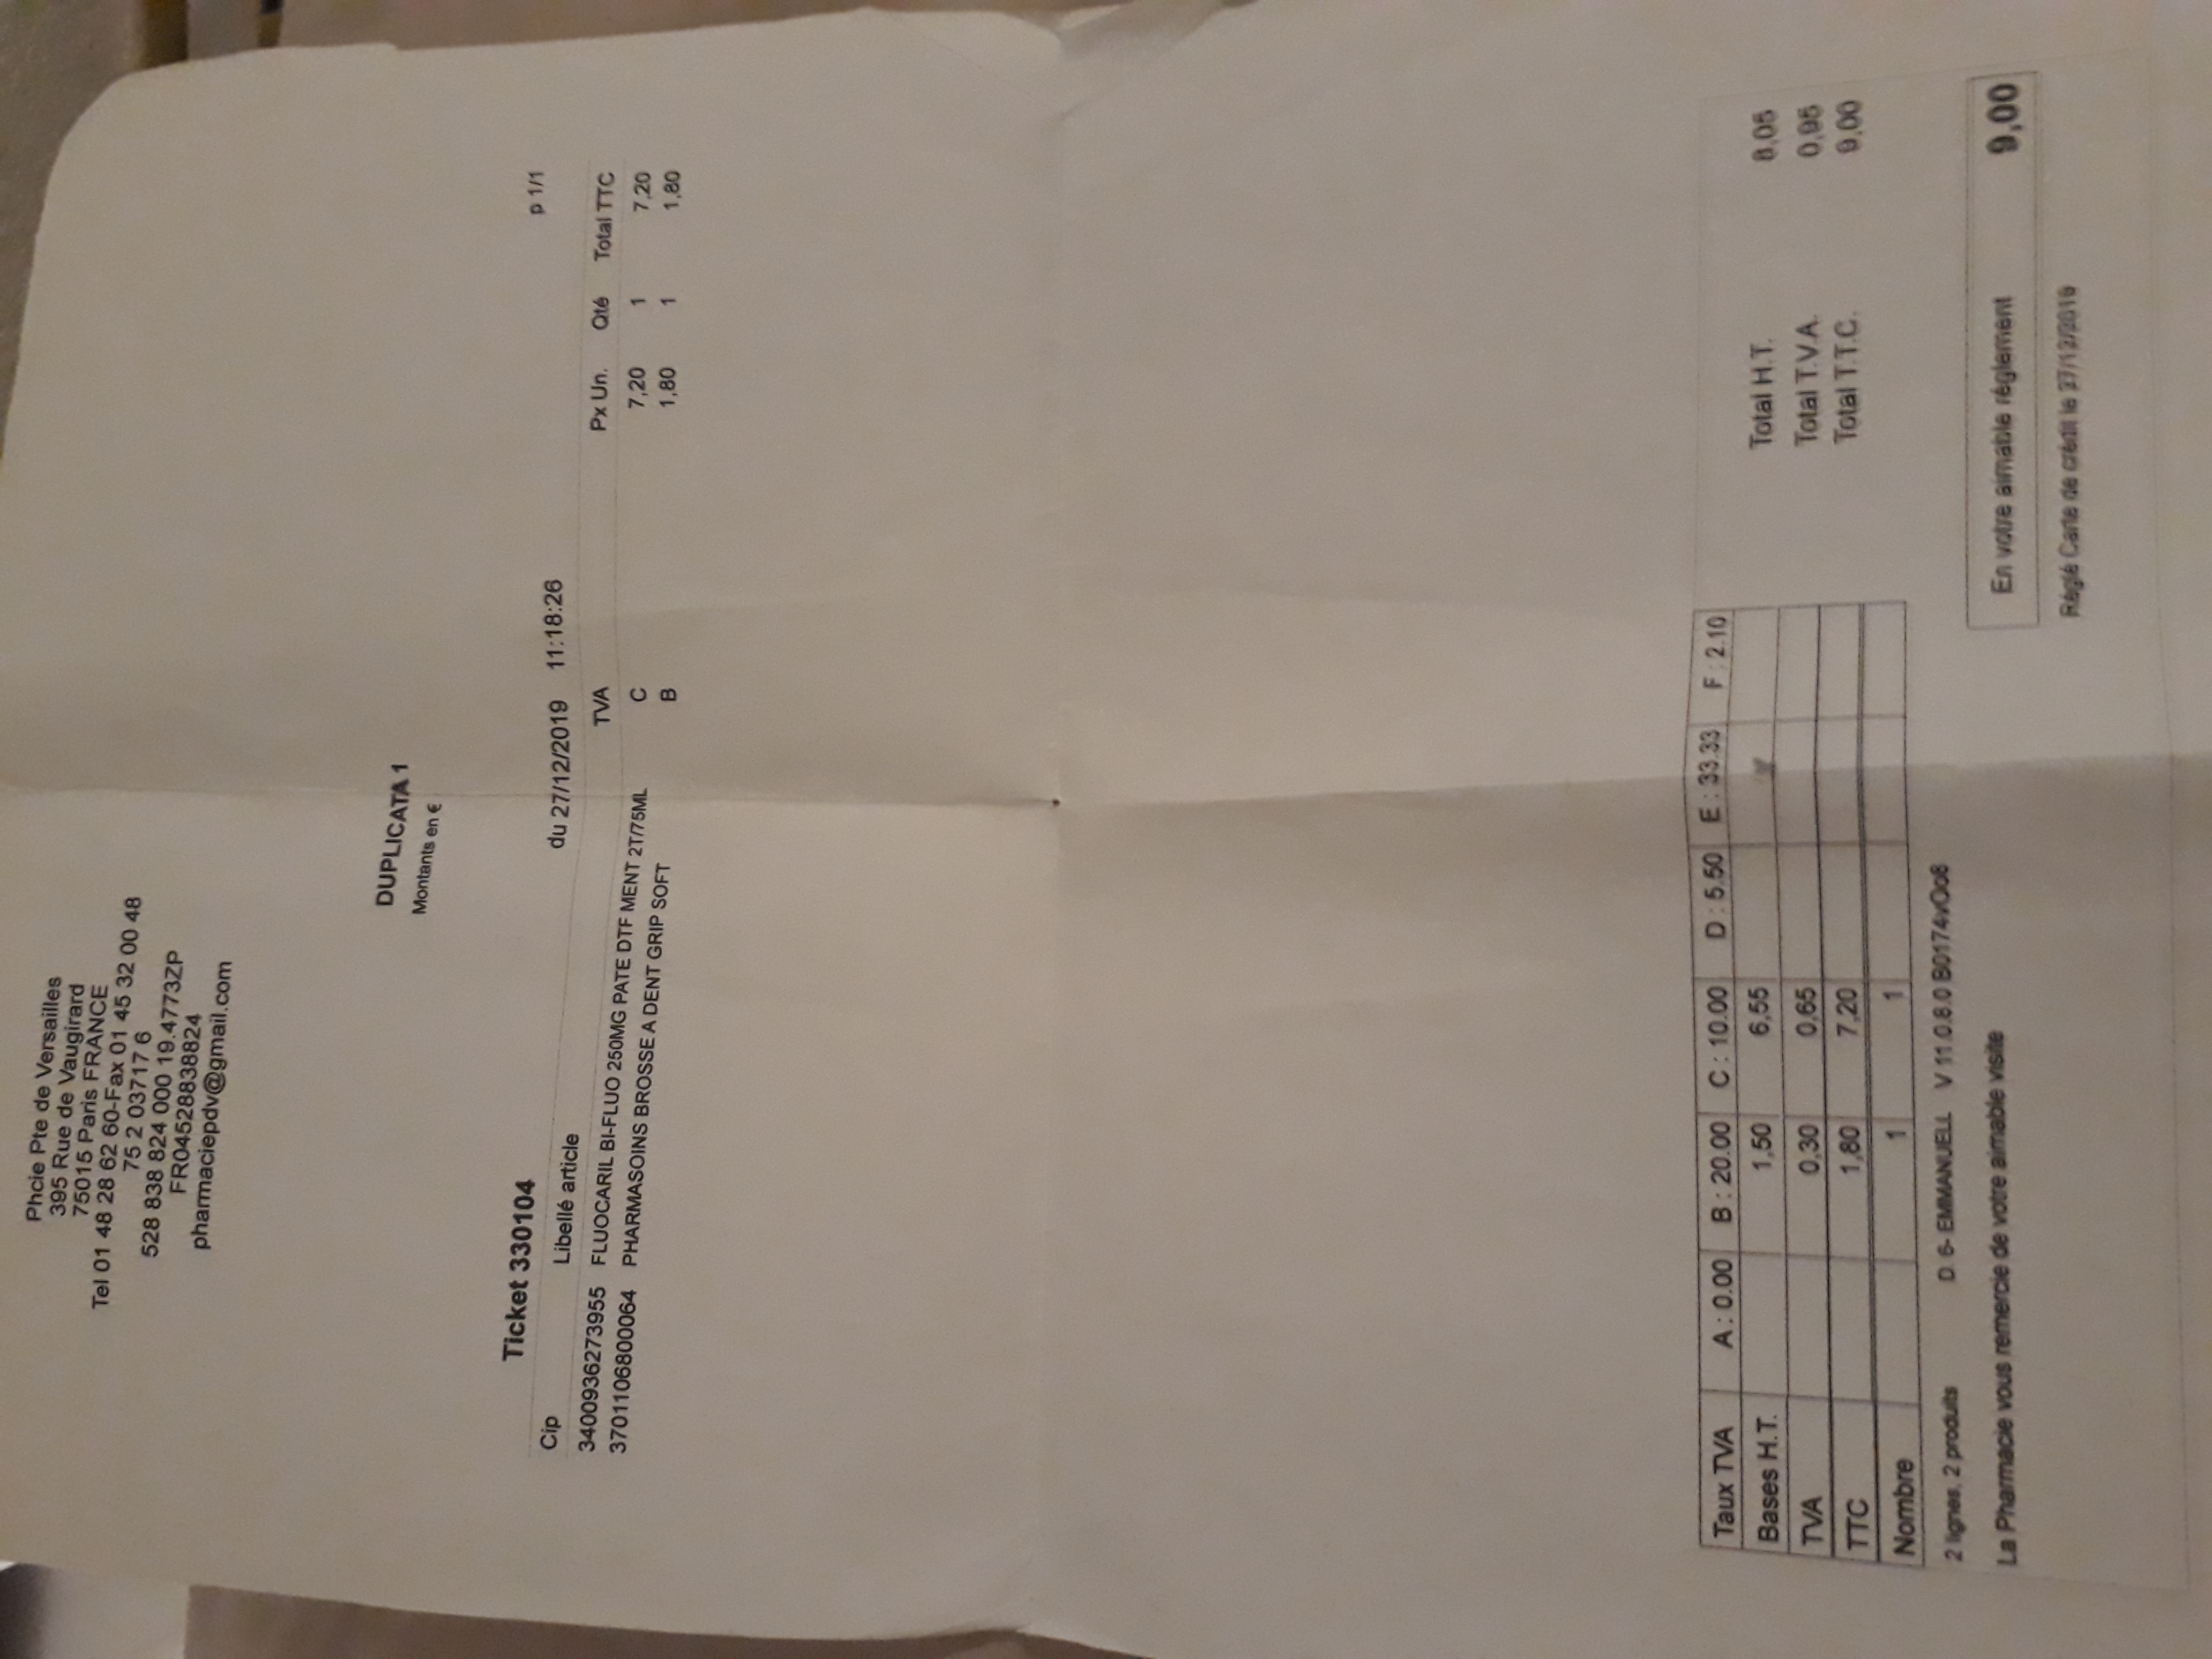 Phcie Pte de Versailles
395 Rue de Vaugirard
75015 Paris FRANCE
Tel 01 48 28 62 60-Fax 01 45 32 00 48
75 2 03717 6
528 838 824 000 19.4773ZP
FR04528838824
pharmaciepdv@gmail.com
DUPLICATA 1
Montants en €
Ticket 330104 du 27/12/2019 11:18:26 p 1/1
Cip Libellé article TVA Px Un. Qté Total TTC
3400936273955 FLUOCARIL BI-FLUO 250MG PATE DTF MENT 2T/75ML C 7,20 1 7,20
3701106800064 PHARMASOINS BROSSE A DENT GRIP SOFT B 1,80 1 1,80
Taux TVA A : 0.00 B : 20.00 C : 10.00 D : 5.50 E : 33.33 F : 2.10
Bases H.T. 1,50 6,55 Total H.T. 8,05
TVA 0,30 0,65 Total T.V.A. 0,95
TTC 1,80 7,20 Total T.T.C. 9,00
Nombre 1 1
2 lignes, 2 produits D 6- EMMANUELL V 11.0.8.0
La Pharmacie vous remercie de votre aimable visite
En votre aimable règlement 9,00
Réglé Carte de crédit le 27/12/2019